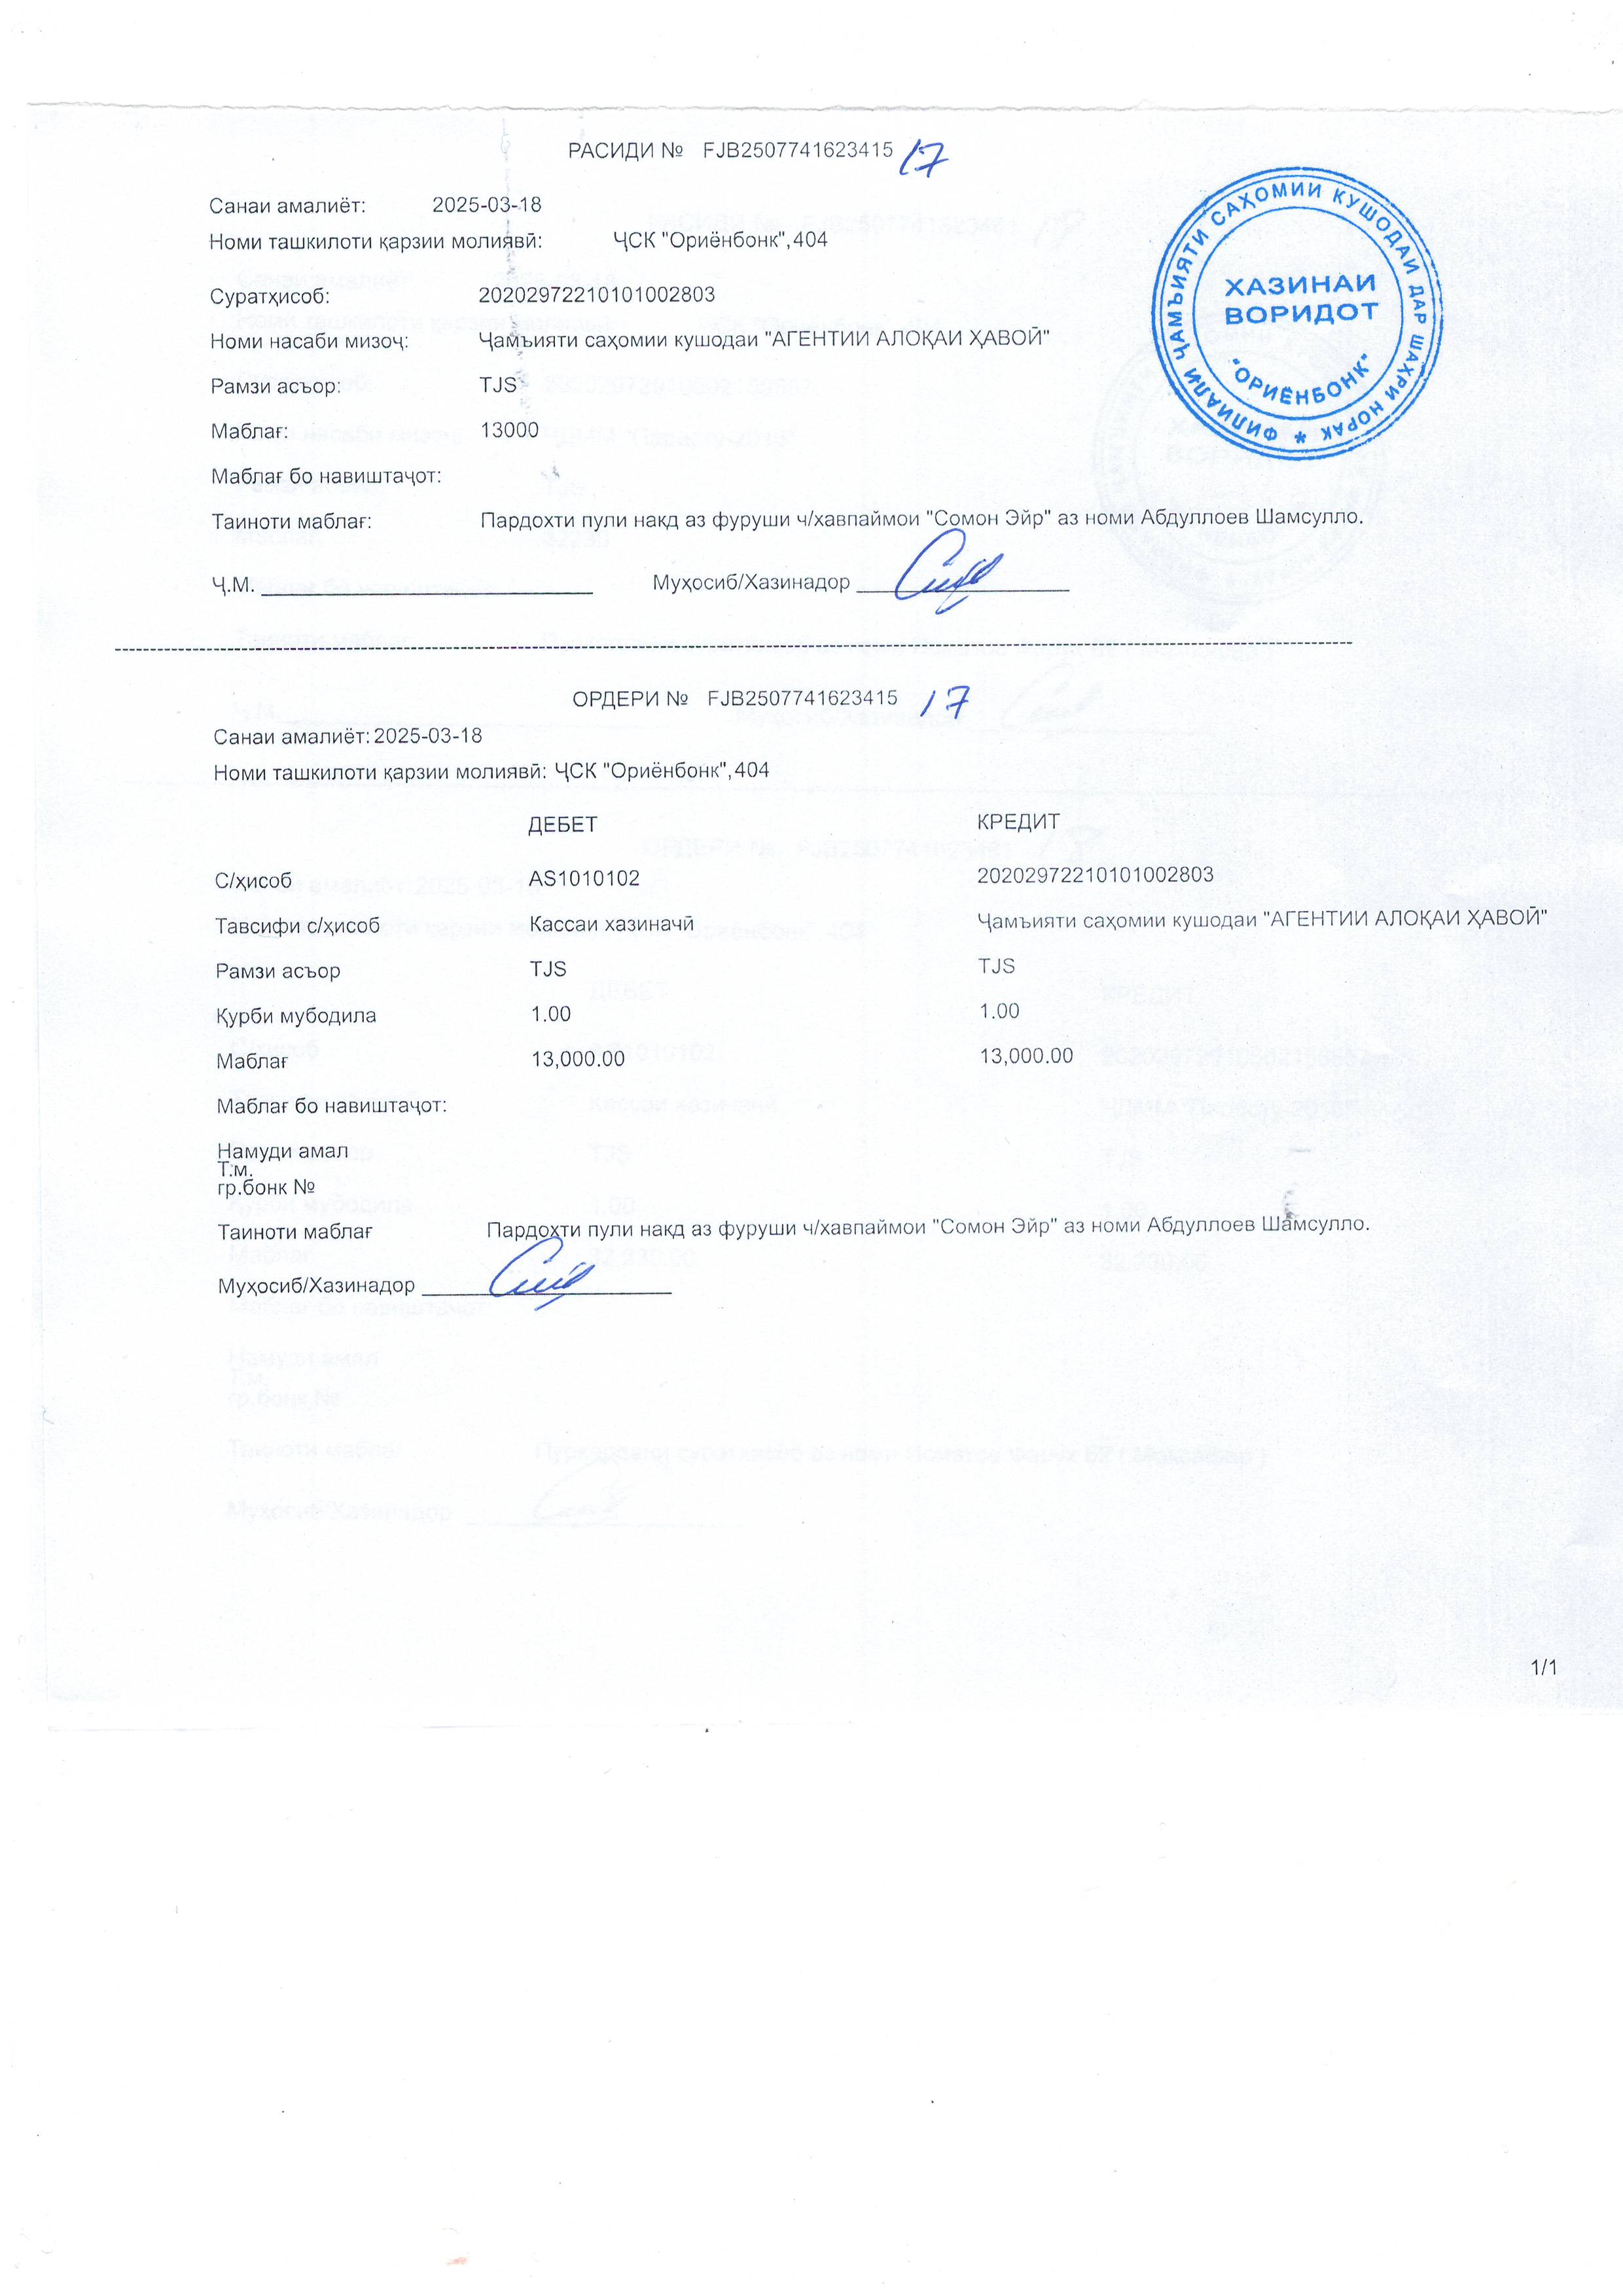 РАСИДИ № FJB2507741623415 17
Санаи амалиёт: 2025-03-18
Номи ташкилоти қарзии молиявӣ: ҶСК "Ориёнбонк",404
Суратҳисоб: 20202972210101002803
Номи насаби мизоҷ: Ҷамъияти саҳомии кушодаи "АГЕНТИИ АЛОҚАИ ҲАВОӢ"
Рамзи асъор: TJS
Маблағ: 13000
Маблағ бо навиштаҷот:
Таиноти маблағ: Пардохти пули накд аз фуруши ч/хавпаймои "Сомон Эйр" аз номи Абдуллоев Шамсулло.
Ҷ.М. Муҳосиб/Хазинадор
ФИЛИАЛИ ҶАМЪИЯТИ САҲОМИИ КУШОДАИ ДАР ШАҲРИ НОРАК
ХАЗИНАИ
ВОРИДОТ
"ОРИЁНБОНК"
ОРДЕРИ № FJB2507741623415 17
Санаи амалиёт: 2025-03-18
Номи ташкилоти қарзии молиявӣ: ҶСК "Ориёнбонк",404
ДЕБЕТ КРЕДИТ
С/ҳисоб AS1010102 20202972210101002803
Тавсифи с/ҳисоб Кассаи хазиначӣ Ҷамъияти саҳомии кушодаи "АГЕНТИИ АЛОҚАИ ҲАВОӢ"
Рамзи асъор TJS TJS
Қурби мубодила 1.00 1.00
Маблағ 13,000.00 13,000.00
Маблағ бо навиштаҷот:
Намуди амал
Т.м.
гр.бонк №
Таиноти маблағ Пардохти пули накд аз фуруши ч/хавпаймои "Сомон Эйр" аз номи Абдуллоев Шамсулло.
Муҳосиб/Хазинадор
1/1